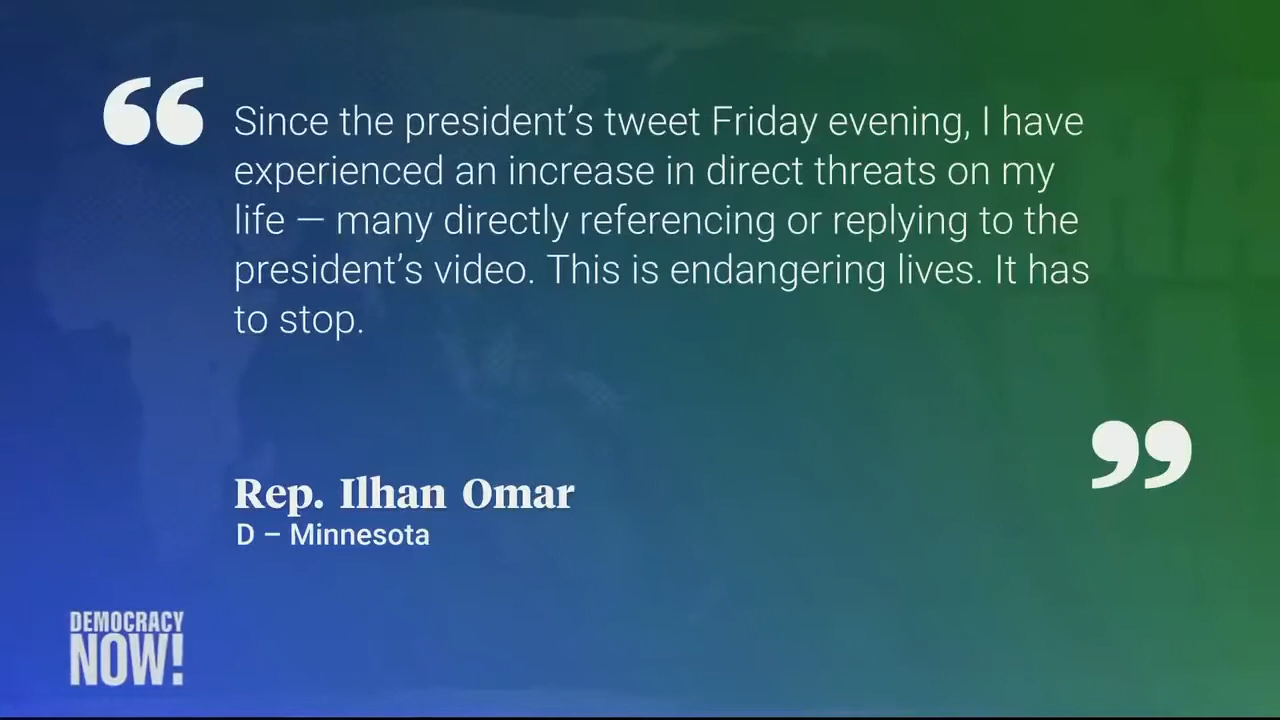 “
Since the president’s tweet Friday evening, I have
experienced an increase in direct threats on my
life — many directly referencing or replying to the
president’s video. This is endangering lives. It has
to stop.
”
Rep. Ilhan Omar
D – Minnesota
DEMOCRACY
NOW!